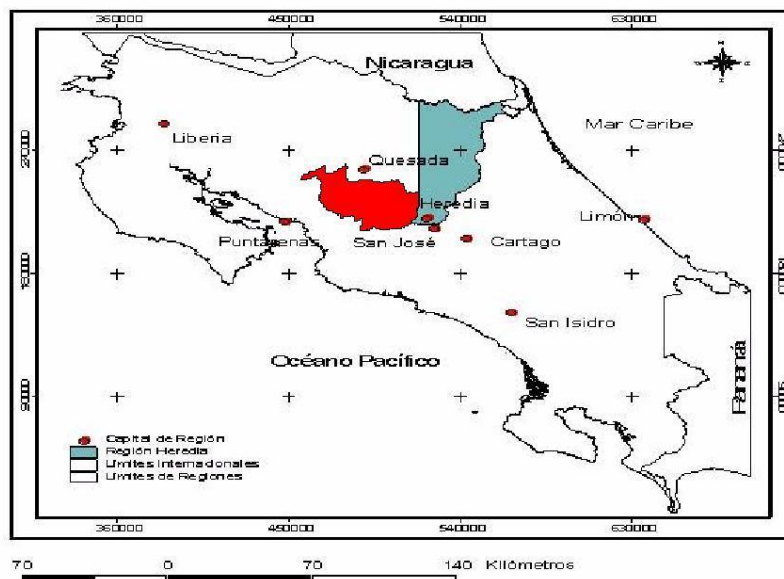 360000 450000 540000 630000
Nicaragua
Mar Caribe
Liberia
Quesada
Heredia
Limón
Puntarenas
San José
Cartago
San Isidro
Océano Pacífico
Panamá
Capital de Región
Región Heredia
Límites Internacionales
Límites de Regiones
360000 450000 540000 630000
70 0 70 140 Kilómetros